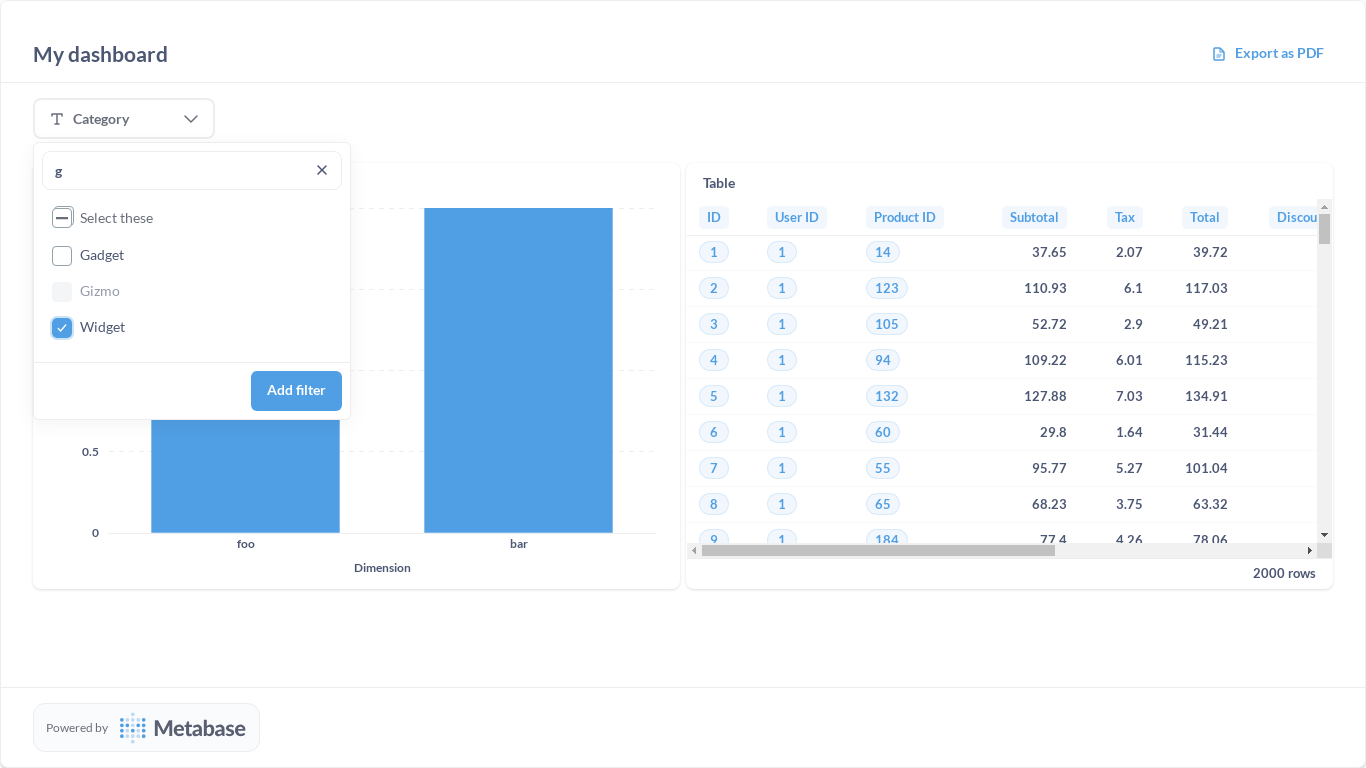 My dashboard
Export as PDF
Category
g
Select these
Gadget
Gizmo
Widget
Add filter
0.5
0
foo bar
Dimension
Table
ID User ID Product ID Subtotal Tax Total Discou
1 1 14 37.65 2.07 39.72
2 1 123 110.93 6.1 117.03
3 1 105 52.72 2.9 49.21
4 1 94 109.22 6.01 115.23
5 1 132 127.88 7.03 134.91
6 1 60 29.8 1.64 31.44
7 1 55 95.77 5.27 101.04
8 1 65 68.23 3.75 63.32
9 1 184 77.4 4.26 78.06
2000 rows
Powered by Metabase